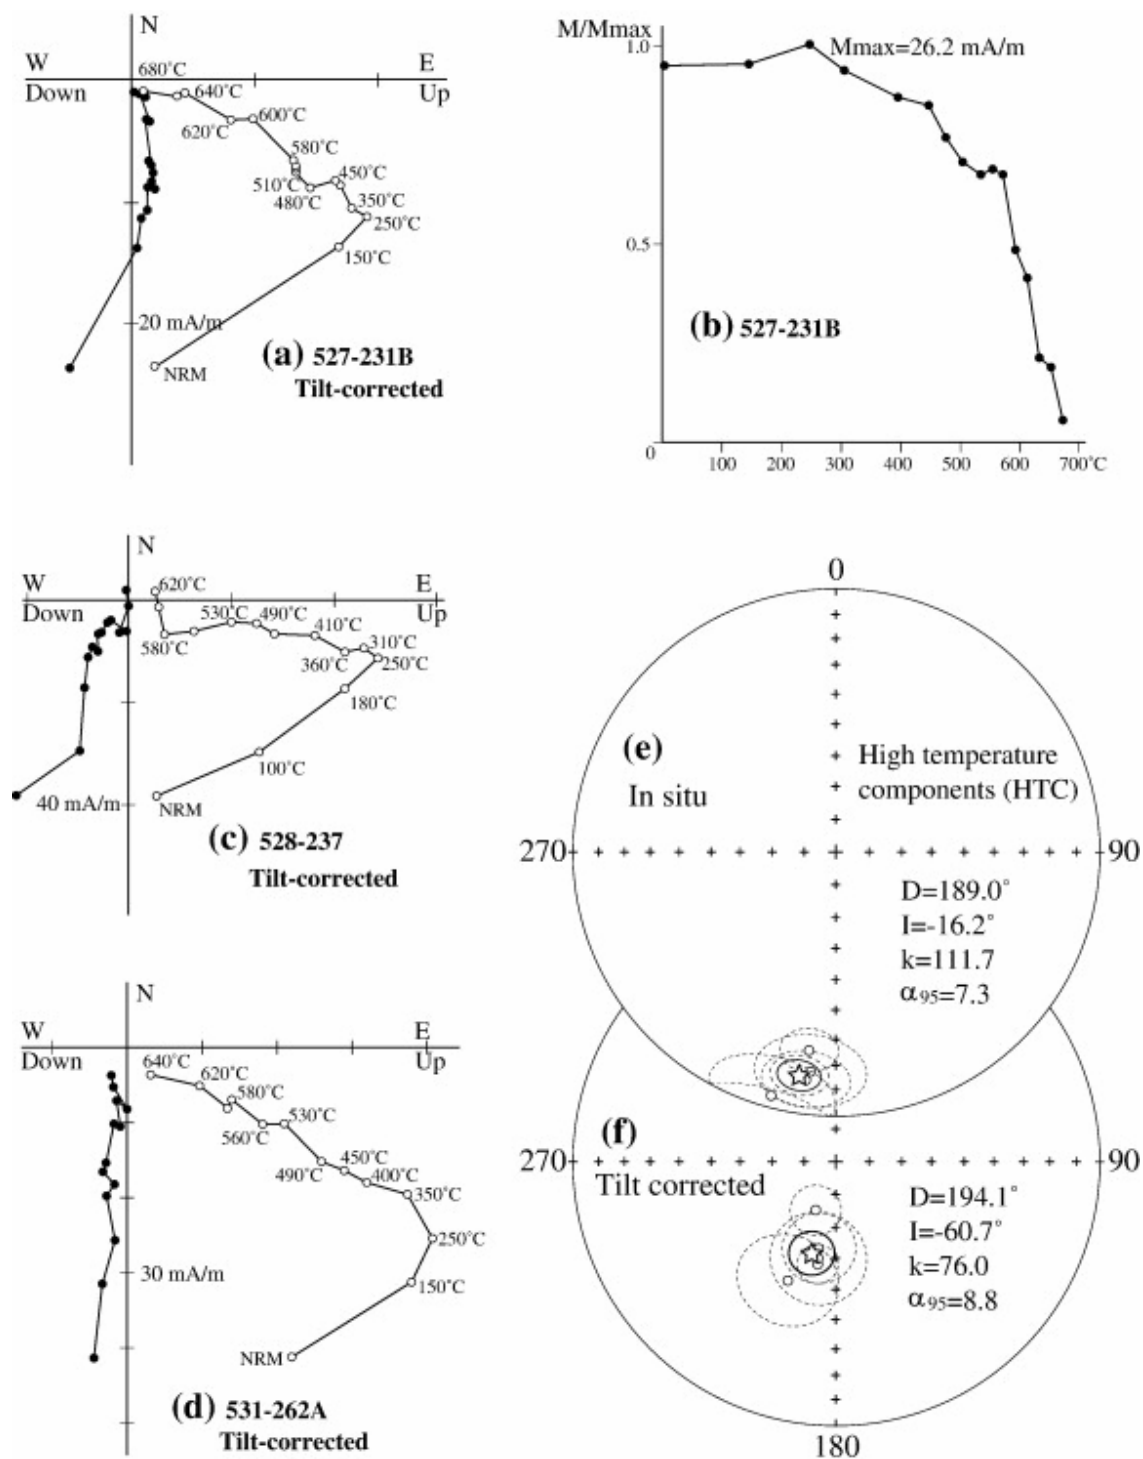 N
W
E
Down
Up
680°C
640°C
620°C
600°C
580°C
510°C
450°C
480°C
350°C
250°C
150°C
20 mA/m
NRM
(a) 527-231B
Tilt-corrected
M/Mmax
1.0
Mmax=26.2 mA/m
0.5
(b) 527-231B
0
100 200 300 400 500 600 700°C
N
W
E
Down
Up
620°C
530°C
490°C
410°C
310°C
580°C
360°C
250°C
180°C
100°C
40 mA/m
NRM
(c) 528-237
Tilt-corrected
N
W
E
Down
Up
640°C
620°C
580°C
560°C
530°C
450°C
490°C
400°C
350°C
250°C
150°C
30 mA/m
NRM
(d) 531-262A
Tilt-corrected
0
(e)
In situ
High temperature
components (HTC)
270
90
D=189.0°
I=-16.2°
k=111.7
α95=7.3
(f)
270
90
Tilt corrected
D=194.1°
I=-60.7°
k=76.0
α95=8.8
180